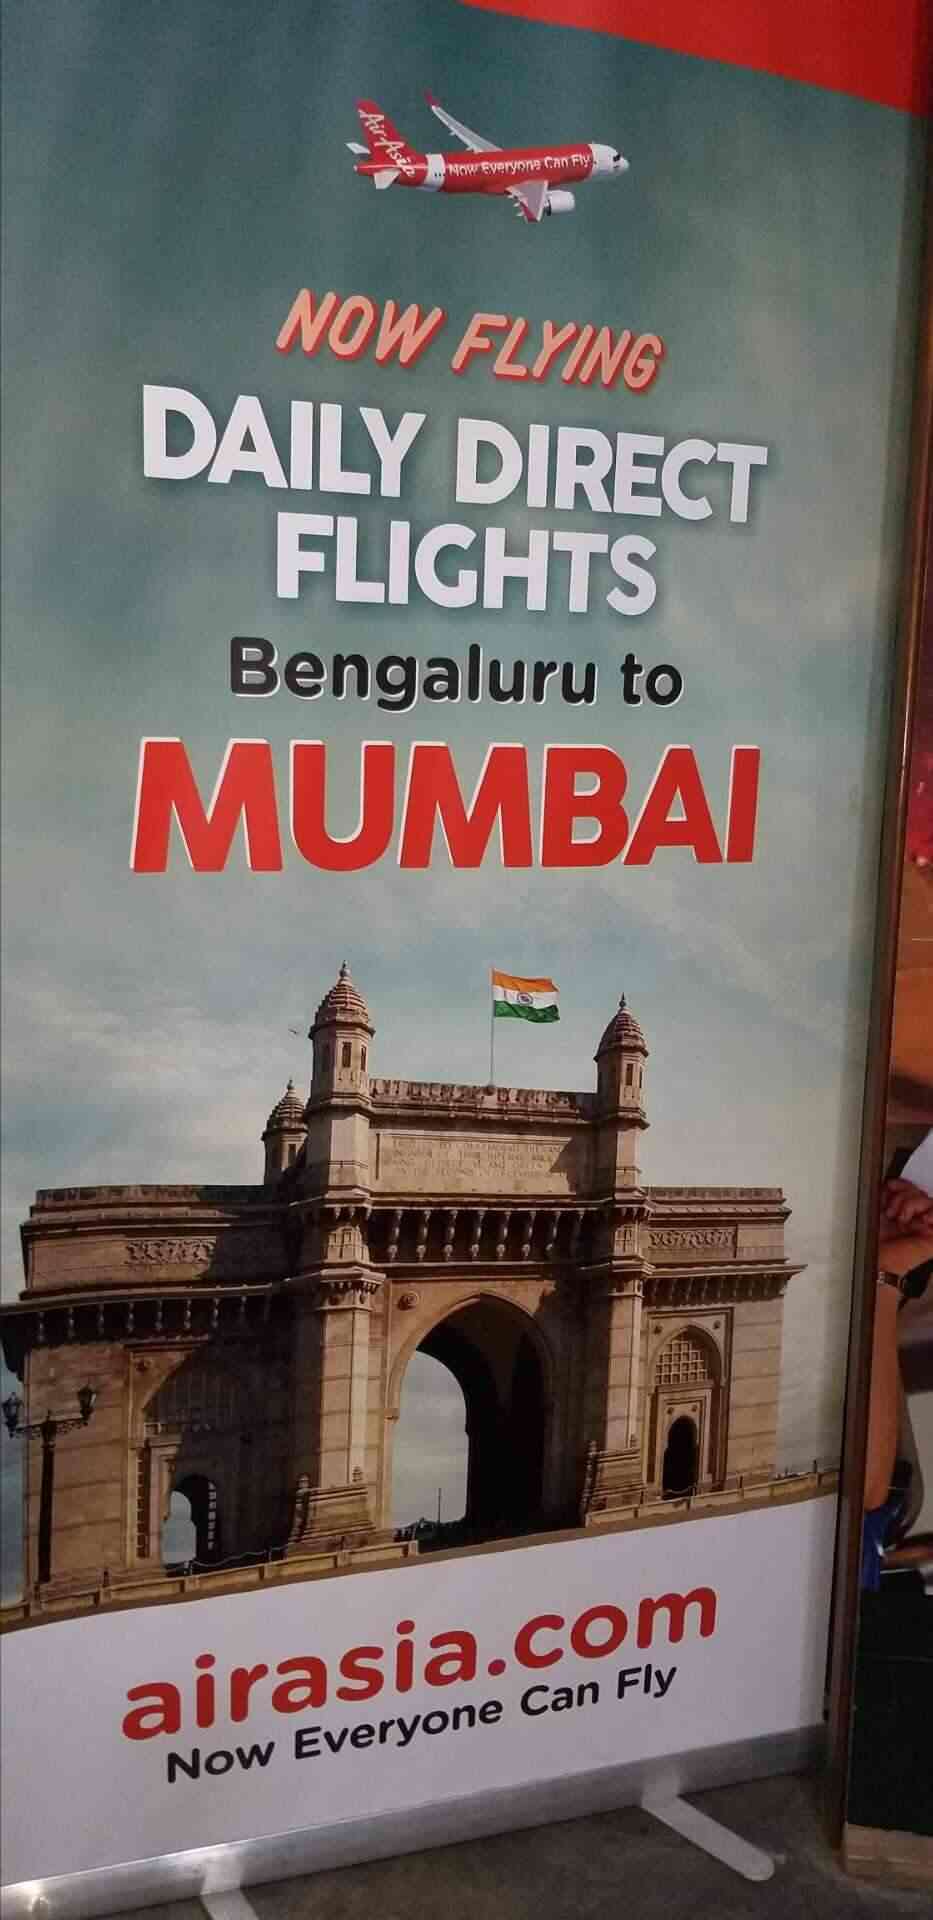 AirAsia
Now Everyone Can Fly
NOW FLYING
DAILY DIRECT
FLIGHTS
Bengaluru to
MUMBAI
airasia.com
Now Everyone Can Fly